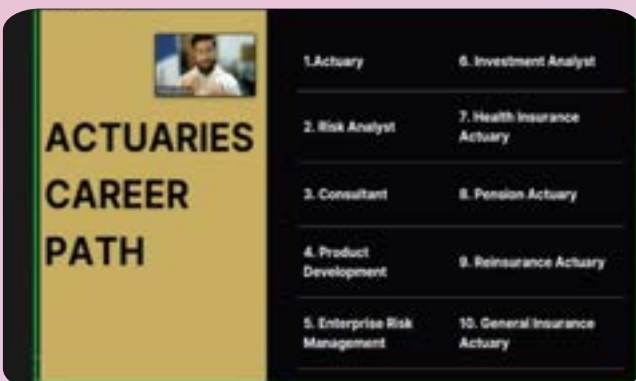 ACTUARIES
CAREER
PATH
1.Actuary
2. Risk Analyst
3. Consultant
4. Product
Development
5. Enterprise Risk
Management
6. Investment Analyst
7. Health Insurance
Actuary
8. Pension Actuary
9. Reinsurance Actuary
10. General Insurance
Actuary